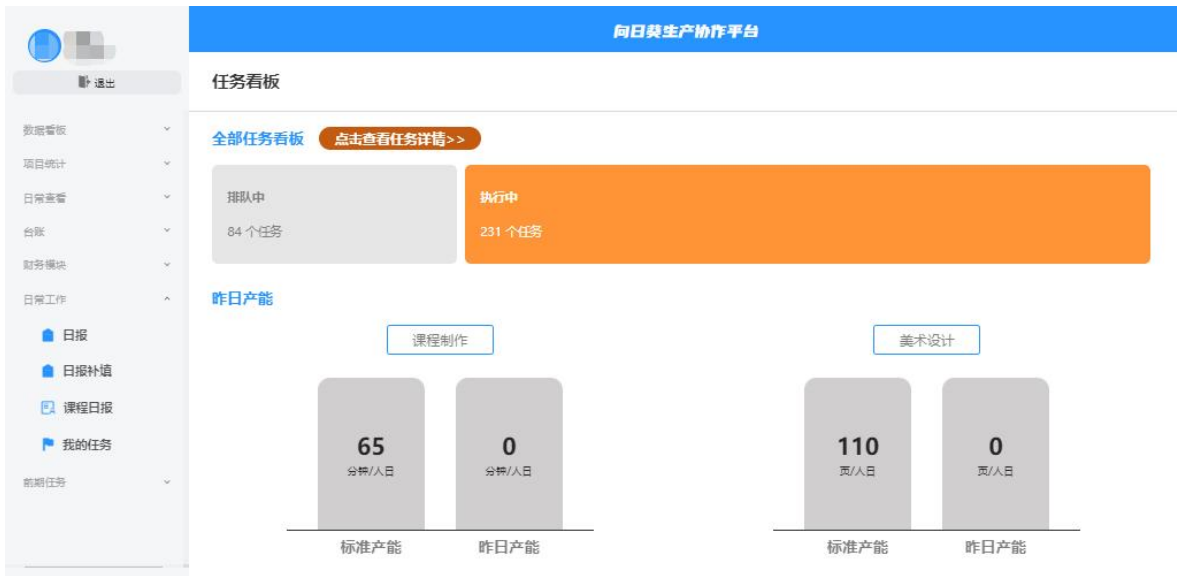 向日葵生产协作平台
退出
任务看板
数据看板
项目统计
日常查看
台账
财务模块
日常工作
日报
日报补填
课程日报
我的任务
前期任务
全部任务看板 点击查看任务详情>>
排队中
84 个任务
执行中
231 个任务
昨日产能
课程制作
65
分钟/人日
0
分钟/人日
标准产能 昨日产能
美术设计
110
页/人日
0
页/人日
标准产能 昨日产能